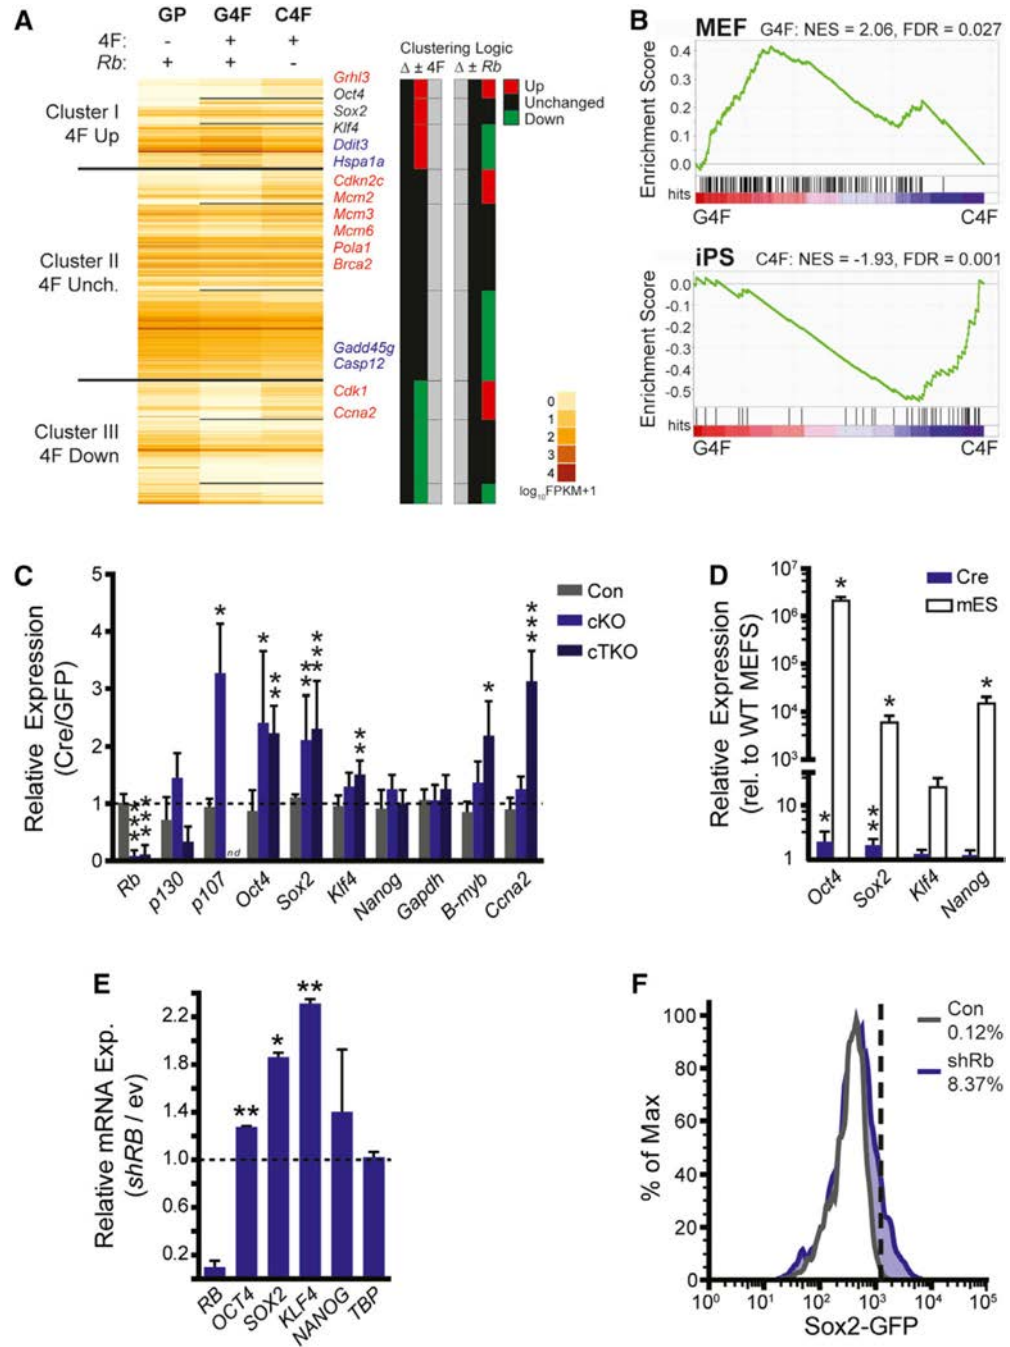 A
GP G4F C4F
4F: - + +
Rb: + + -
Clustering Logic
Δ ± 4F Δ ± Rb
Up
Unchanged
Down
Cluster I
4F Up
Cluster II
4F Unch.
Cluster III
4F Down
Grhl3
Oct4
Sox2
Klf4
Ddit3
Hspa1a
Cdkn2c
Mcm2
Mcm3
Mcm6
Pola1
Brca2
Gadd45g
Casp12
Cdk1
Ccna2
0
1
2
3
4
log10FPKM+1
B
MEF G4F: NES = 2.06, FDR = 0.027
Enrichment Score
0.4
0.3
0.2
0.1
0.0
hits
G4F C4F
iPS C4F: NES = -1.93, FDR = 0.001
Enrichment Score
0.0
-0.1
-0.2
-0.3
-0.4
-0.5
hits
G4F C4F
C
Relative Expression
(Cre/GFP)
5
4
3
2
1
0
Con
cKO
cTKO
***
***
*
nd
*
**
**
***
**
*
***
Rb p130 p107 Oct4 Sox2 Klf4 Nanog Gapdh B-myb Ccna2
D
Relative Expression
(rel. to WT MEFS)
10⁷
10⁶
10⁵
10⁴
10³
10
1
Cre
mES
*
*
*
*
**
Oct4 Sox2 Klf4 Nanog
E
Relative mRNA Exp.
(shRB / ev)
2.2
1.8
1.4
1.0
0.6
0.2
**
*
**
RB OCT4 SOX2 KLF4 NANOG TBP
F
% of Max
100
80
60
40
20
0
Con
0.12%
shRb
8.37%
10⁰ 10¹ 10² 10³ 10⁴ 10⁵
Sox2-GFP